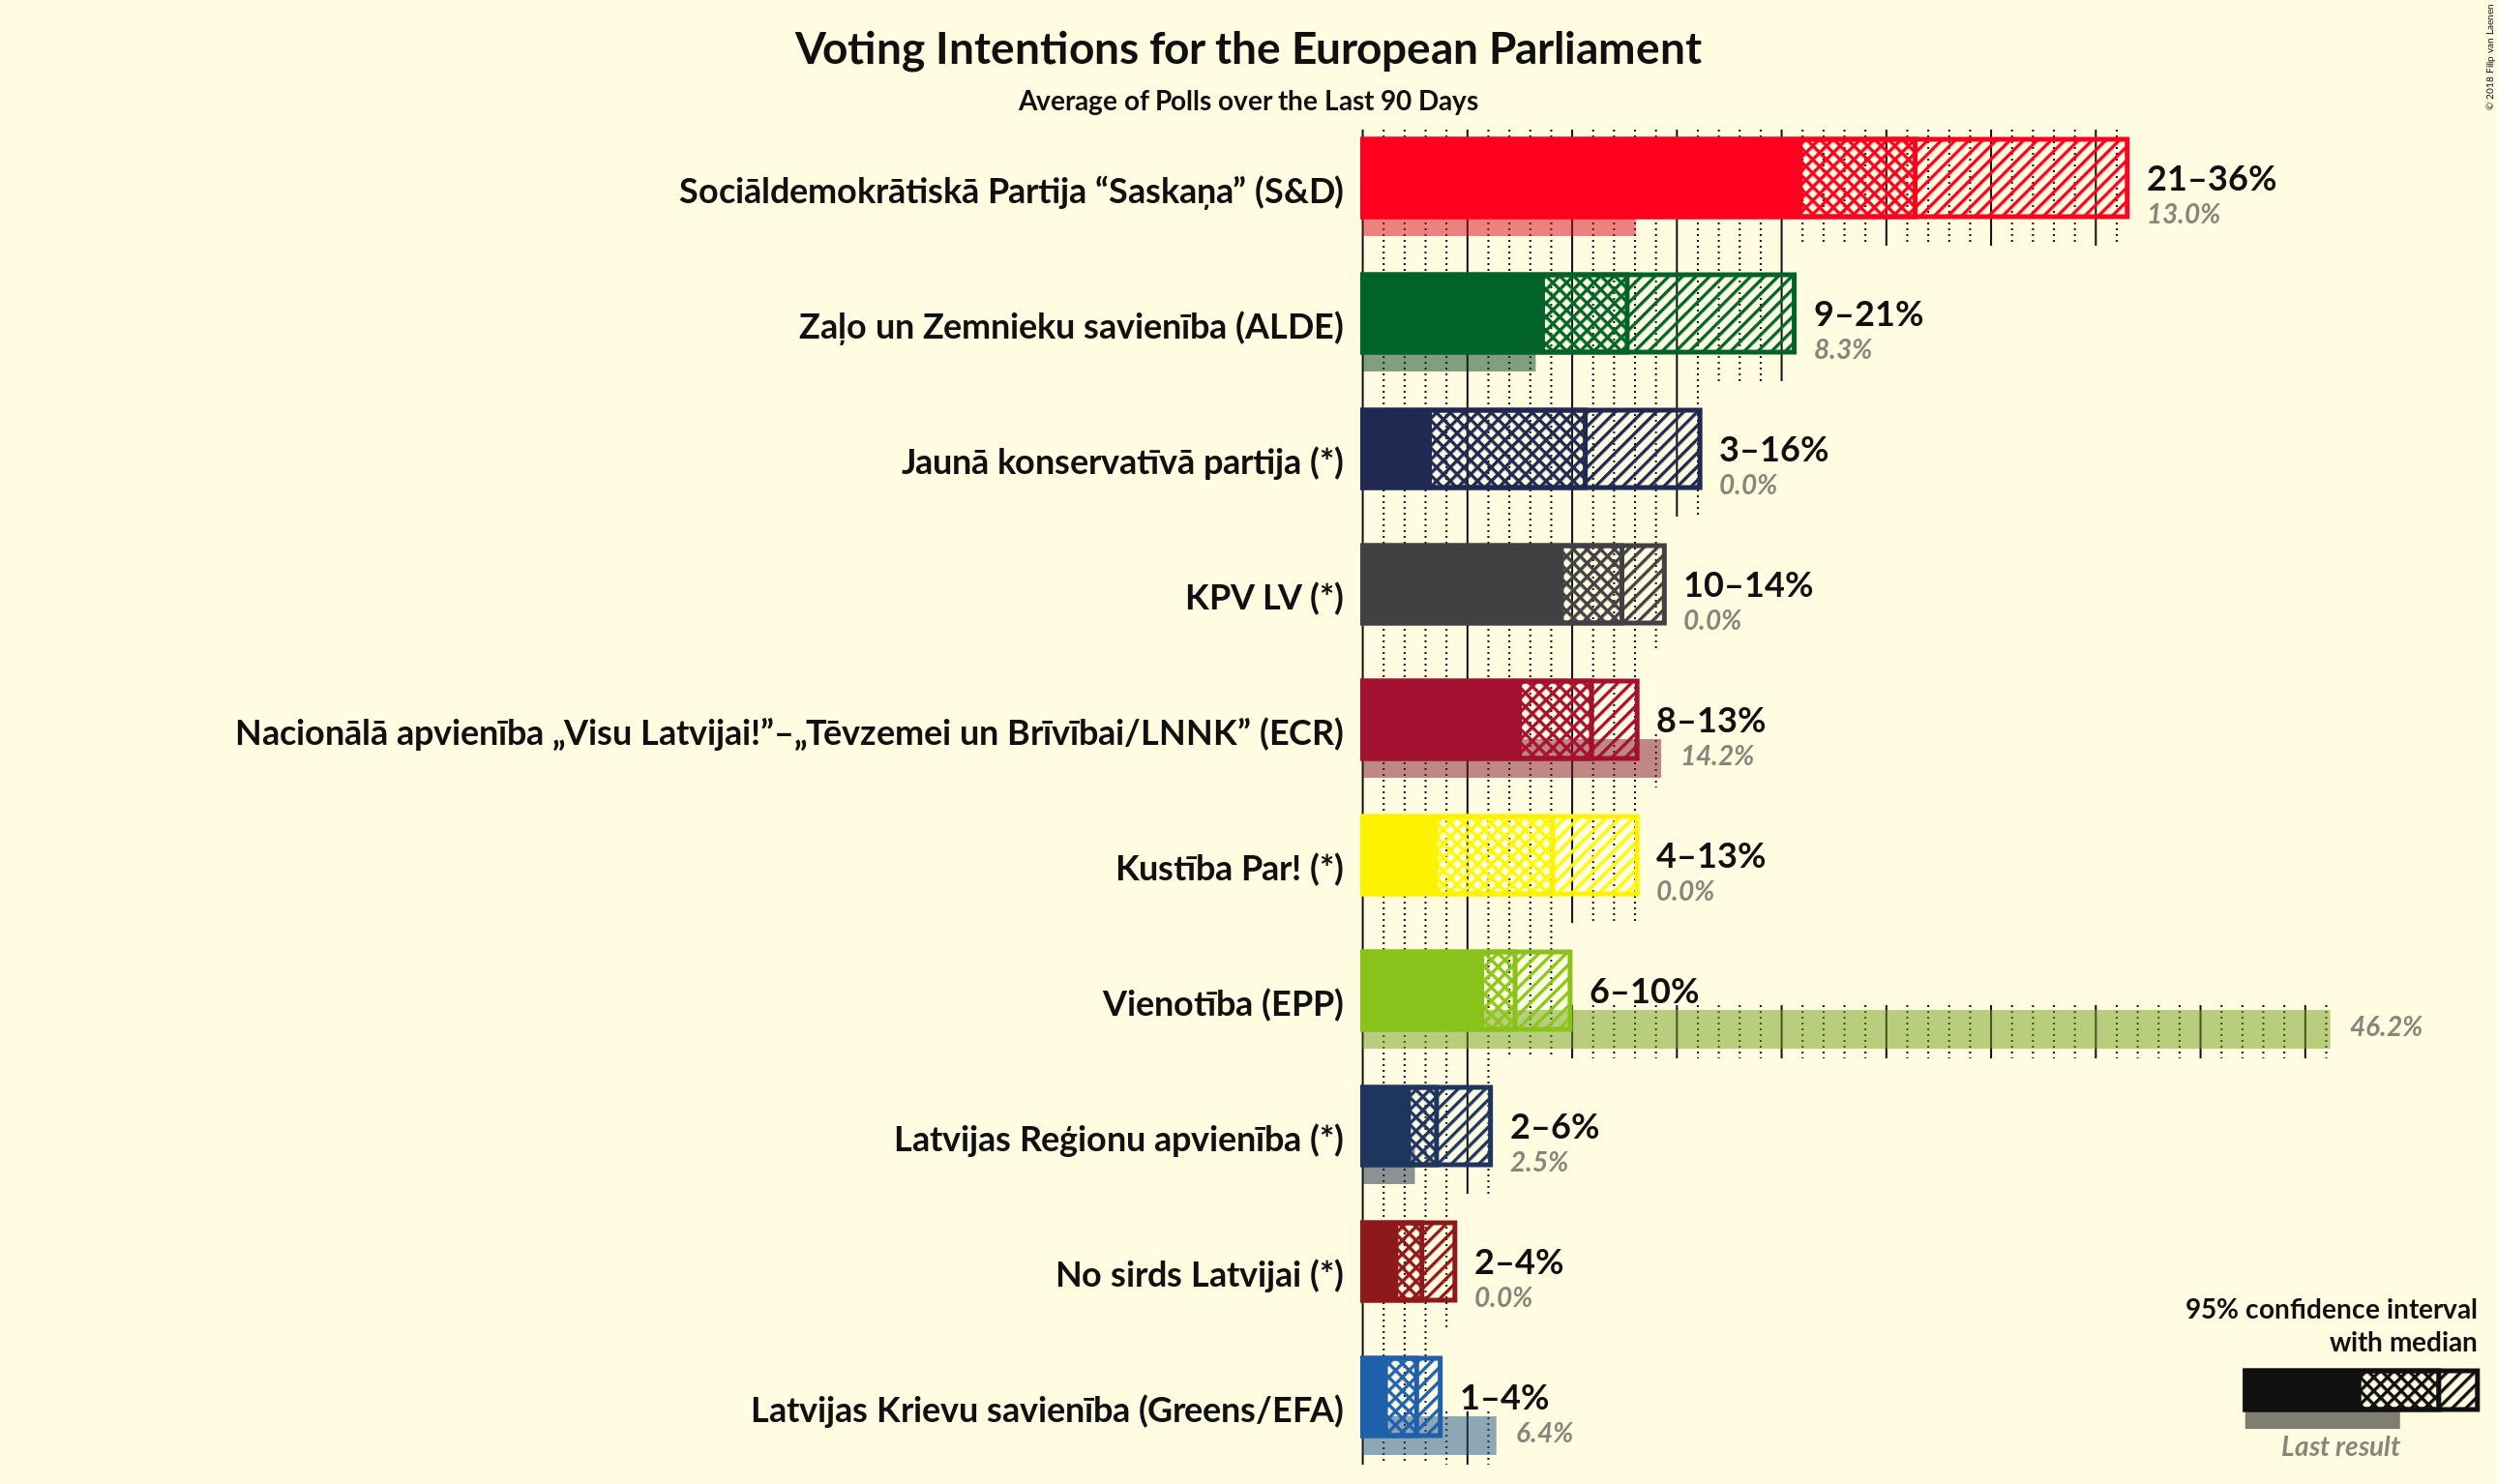 Voting Intentions for the European Parliament
Average of Polls over the Last 90 Days
© 2018 Filip van Laenen
Sociāldemokrātiskā Partija “Saskaņa” (S&D)
21–36%
13.0%
Zaļo un Zemnieku savienība (ALDE)
9–21%
8.3%
Jaunā konservatīvā partija (*)
3–16%
0.0%
KPV LV (*)
10–14%
0.0%
Nacionālā apvienība „Visu Latvijai!”–„Tēvzemei un Brīvībai/LNNK” (ECR)
8–13%
14.2%
Kustība Par! (*)
4–13%
0.0%
Vienotība (EPP)
6–10%
46.2%
Latvijas Reģionu apvienība (*)
2–6%
2.5%
No sirds Latvijai (*)
2–4%
0.0%
Latvijas Krievu savienība (Greens/EFA)
1–4%
6.4%
95% confidence interval
with median
Last result